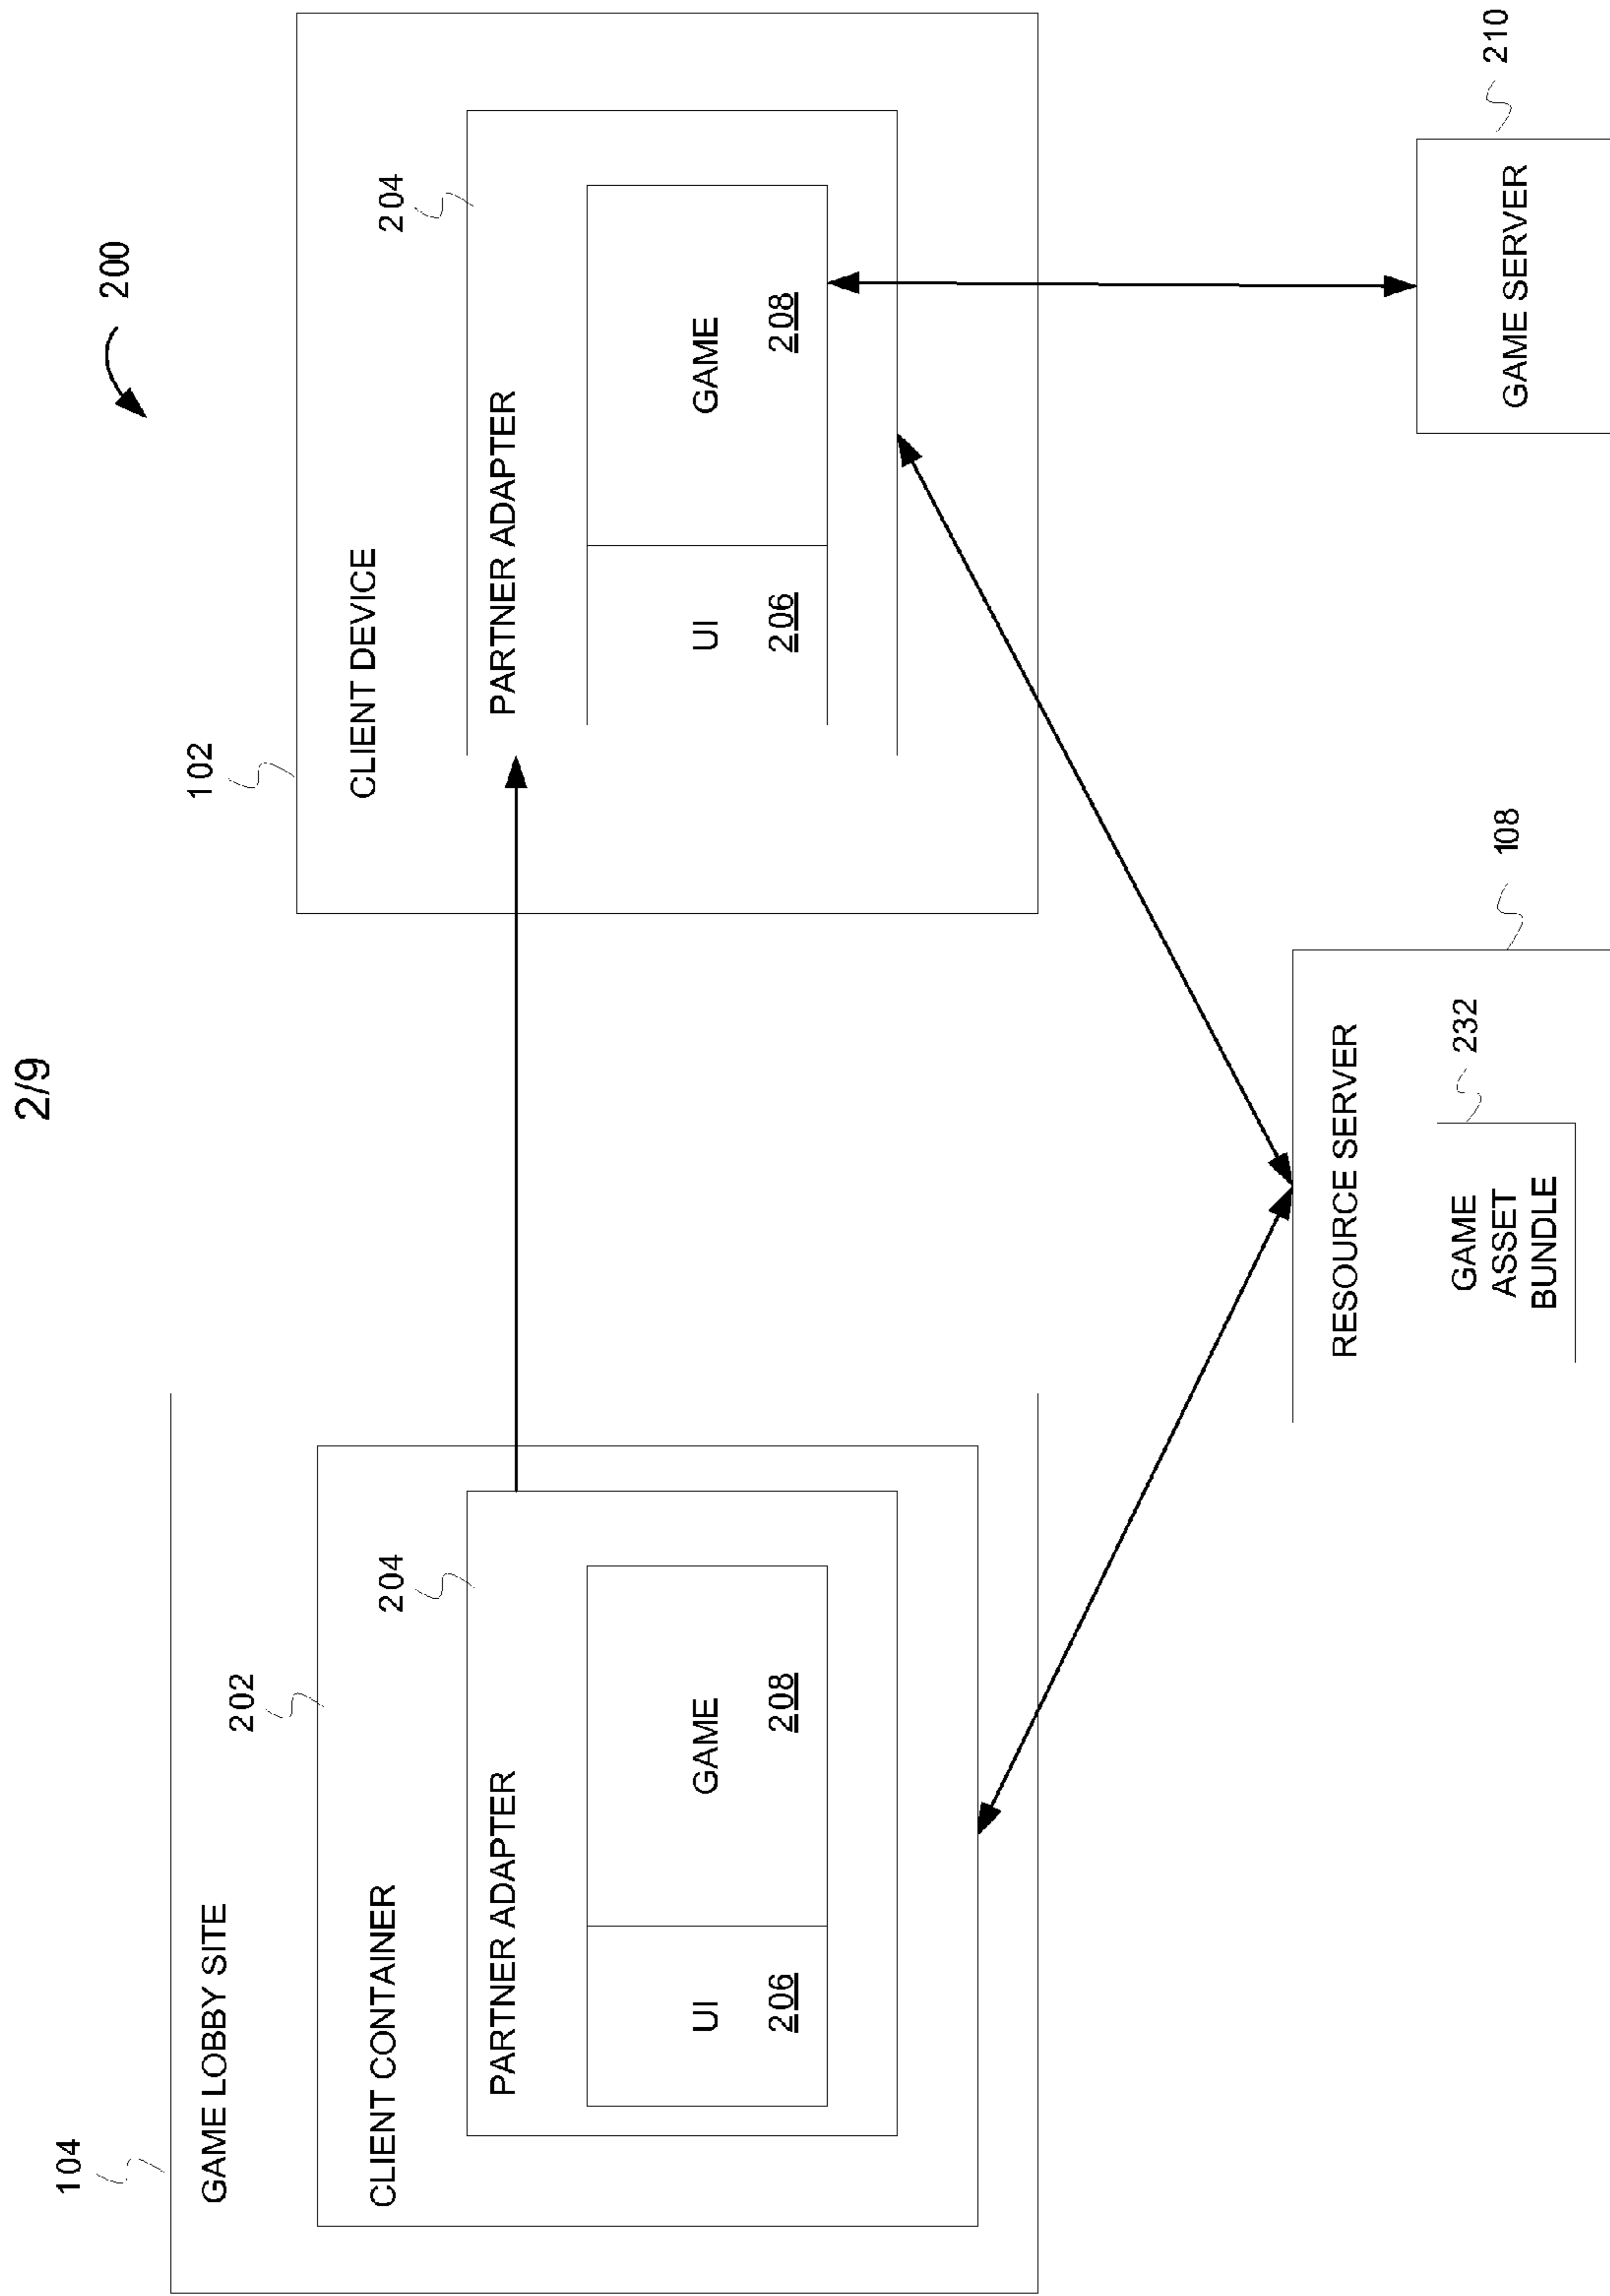 2/9
200
104
GAME LOBBY SITE
202
CLIENT CONTAINER
204
PARTNER ADAPTER
UI
206
GAME
208
102
CLIENT DEVICE
204
PARTNER ADAPTER
UI
206
GAME
208
RESOURCE SERVER
108
232
GAME
ASSET
BUNDLE
GAME SERVER
210